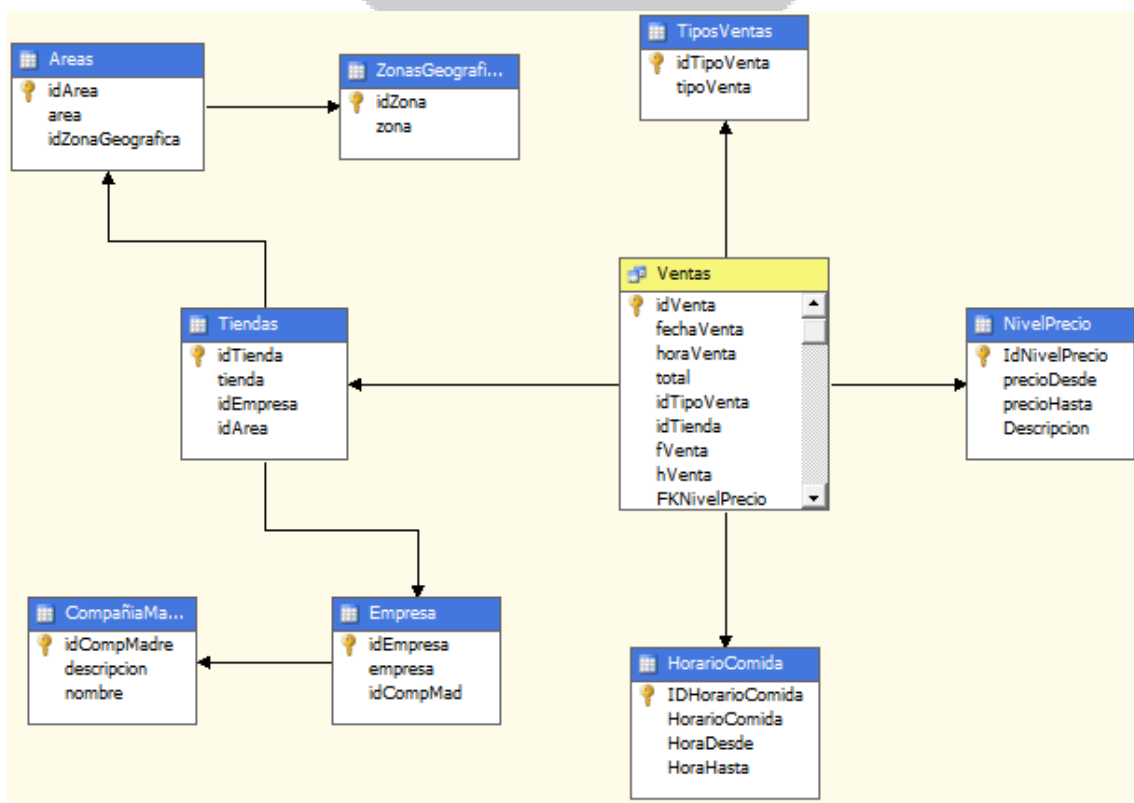 Areas
idArea
area
idZonaGeografica
ZonasGeografi...
idZona
zona
TiposVentas
idTipoVenta
tipoVenta
Ventas
idVenta
fechaVenta
horaVenta
total
idTipoVenta
idTienda
fVenta
hVenta
FKNivelPrecio
Tiendas
idTienda
tienda
idEmpresa
idArea
NivelPrecio
IdNivelPrecio
precioDesde
precioHasta
Descripcion
CompañiaMa...
idCompMadre
descripcion
nombre
Empresa
idEmpresa
empresa
idCompMad
HorarioComida
IDHorarioComida
HorarioComida
HoraDesde
HoraHasta